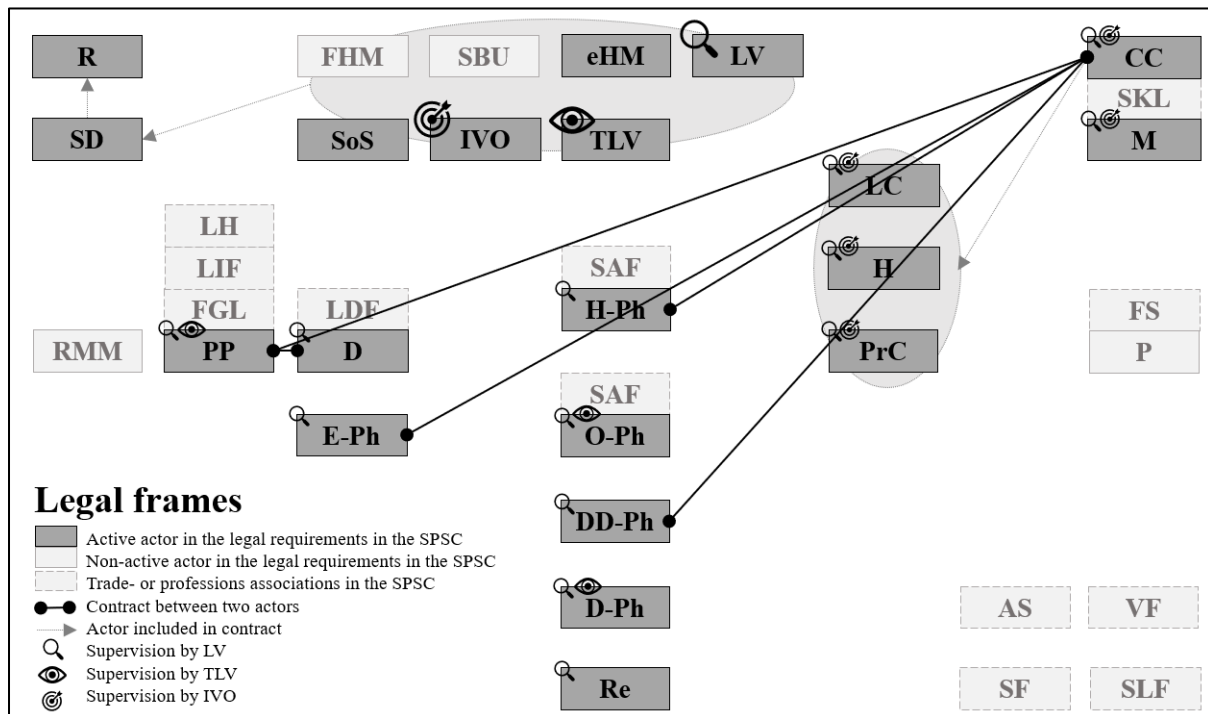 R
FHM
SBU
eHM
LV
CC
SKL
SD
SoS
IVO
TLV
M
LC
LH
LIF
SAF
H
FGL
LDF
H-Ph
FS
RMM
PP
D
PrC
P
SAF
E-Ph
O-Ph
Legal frames
DD-Ph
Active actor in the legal requirements in the SPSC
Non-active actor in the legal requirements in the SPSC
Trade- or professions associations in the SPSC
Contract between two actors
D-Ph
AS
VF
Actor included in contract
Supervision by LV
Supervision by TLV
Supervision by IVO
Re
SF
SLF